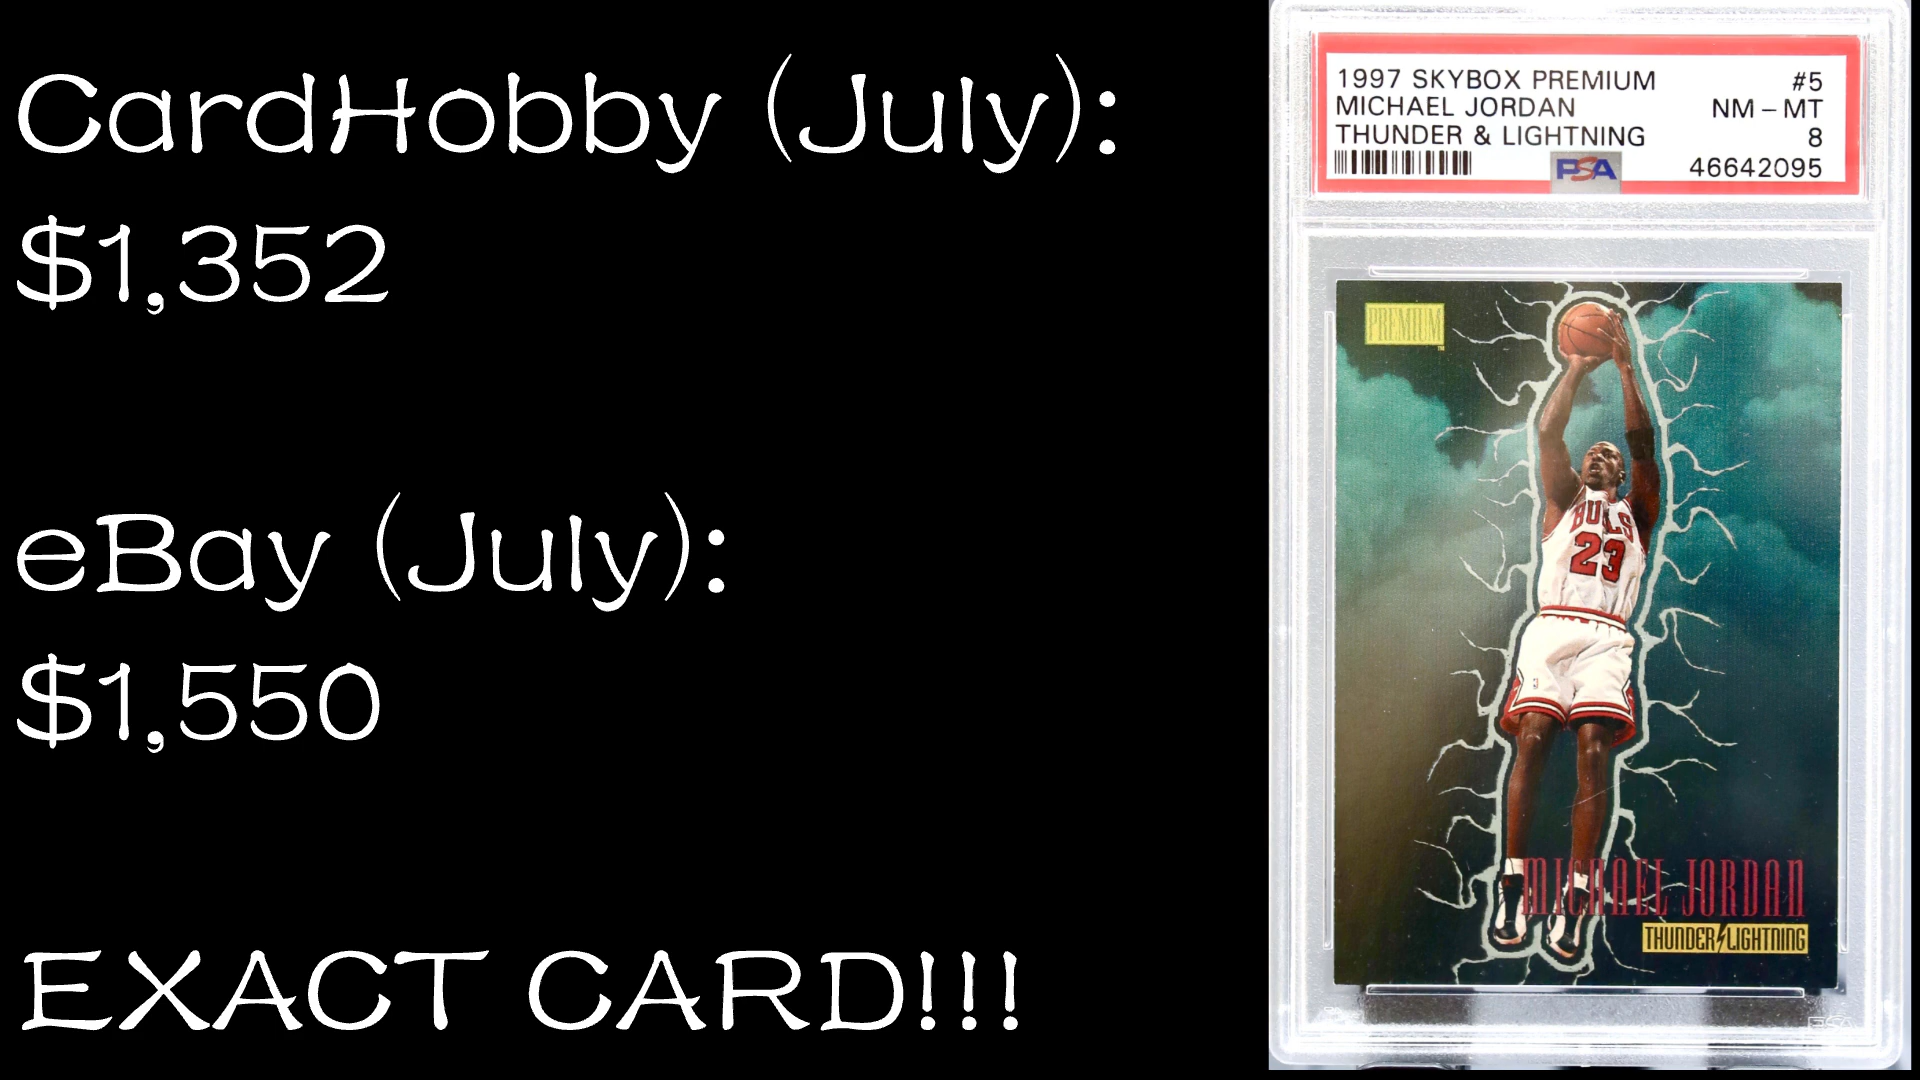 CardHobby (July):
$1,352
eBay (July):
$1,550
EXACT CARD!!!
1997 SKYBOX PREMIUM #5
MICHAEL JORDAN NM - MT
THUNDER & LIGHTNING 8
PSA 46642095
PREMIUM
BULLS
23
MICHAEL JORDAN
THUNDER LIGHTNING
PSA